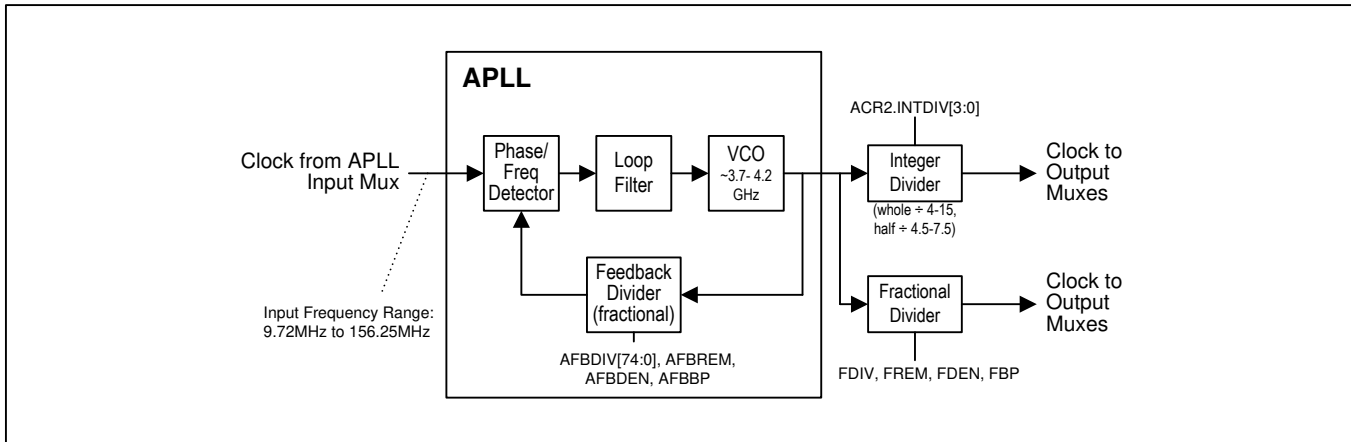 APLL
ACR2.INTDIV[3:0]
Clock from APLL
Input Mux
Phase/
Freq
Detector
Loop
Filter
VCO
~3.7- 4.2
GHz
Integer
Divider
(whole ÷ 4-15,
half ÷ 4.5-7.5)
Clock to
Output
Muxes
Input Frequency Range:
9.72MHz to 156.25MHz
Feedback
Divider
(fractional)
AFBDIV[74:0], AFBREM,
AFBDEN, AFBBP
Fractional
Divider
FDIV, FREM, FDEN, FBP
Clock to
Output
Muxes